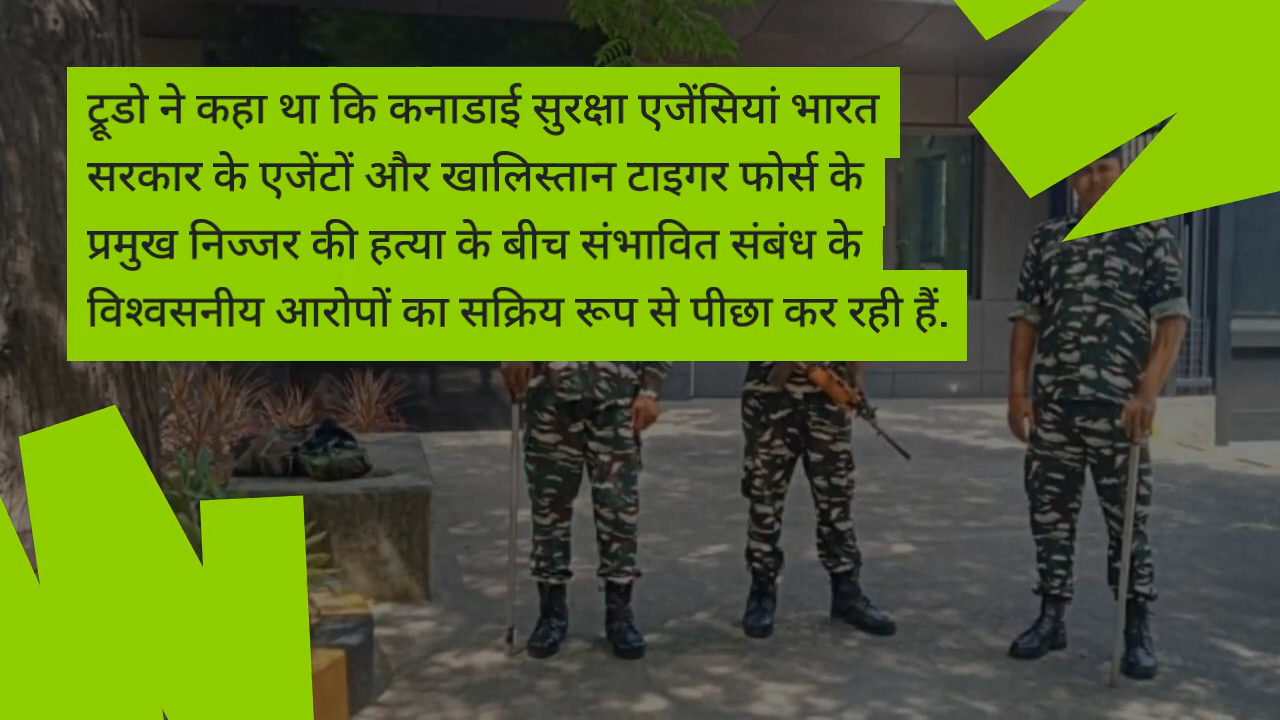 ट्रूडो ने कहा था कि कनाडाई सुरक्षा एजेंसियां भारत
सरकार के एजेंटों और खालिस्तान टाइगर फोर्स के
प्रमुख निज्जर की हत्या के बीच संभावित संबंध के
विश्वसनीय आरोपों का सक्रिय रूप से पीछा कर रही हैं.